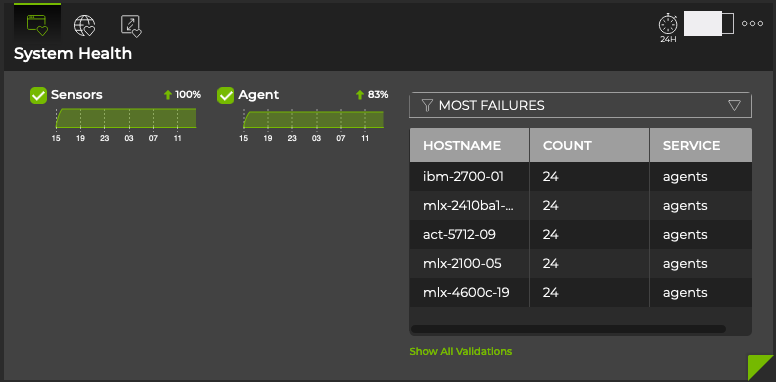 24H
System Health
Sensors 100%
15 19 23 03 07 11
Agent 83%
15 19 23 03 07 11
MOST FAILURES
HOSTNAME COUNT SERVICE
ibm-2700-01 24 agents
mlx-2410ba1-... 24 agents
act-5712-09 24 agents
mlx-2100-05 24 agents
mlx-4600c-19 24 agents
Show All Validations